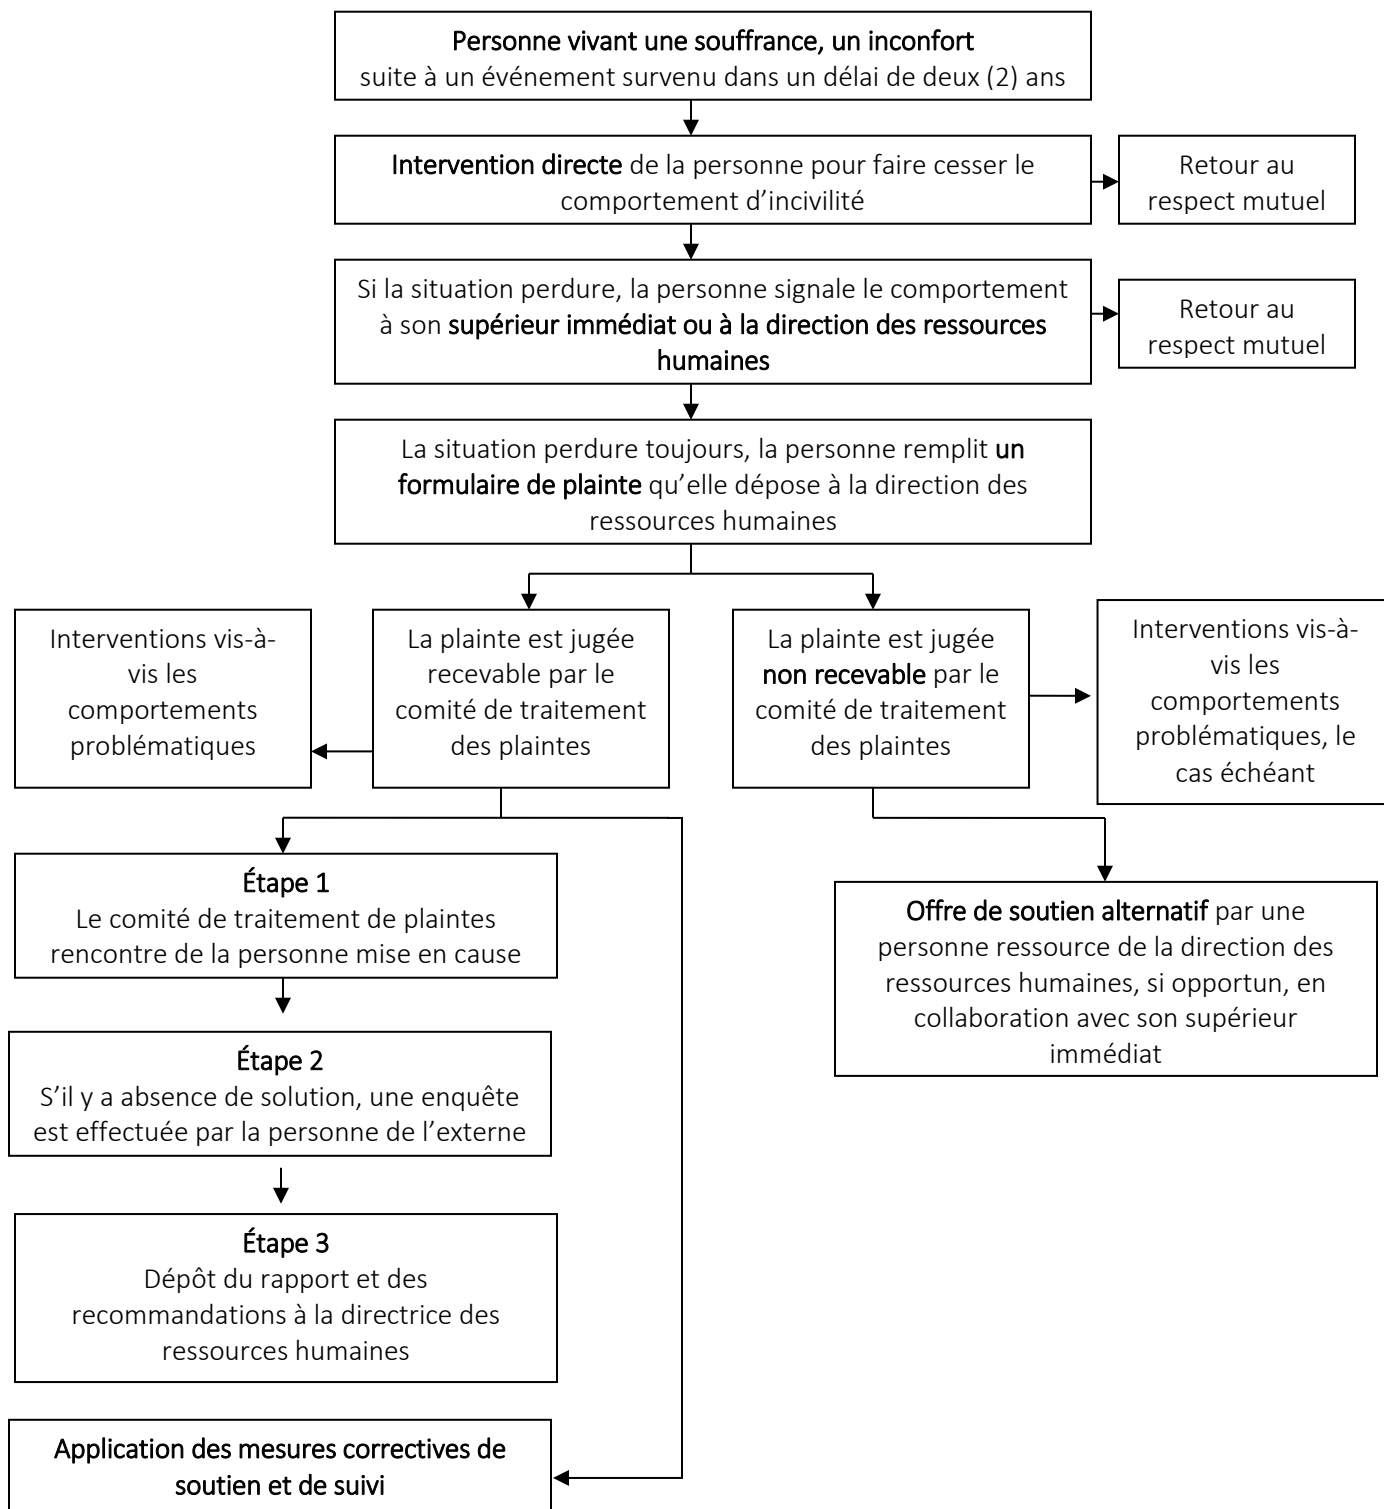 Personne vivant une souffrance, un inconfort
suite à un événement survenu dans un délai de deux (2) ans
Intervention directe de la personne pour faire cesser le
comportement d’incivilité
Retour au
respect mutuel
Si la situation perdure, la personne signale le comportement
à son supérieur immédiat ou à la direction des ressources
humaines
Retour au
respect mutuel
La situation perdure toujours, la personne remplit un
formulaire de plainte qu’elle dépose à la direction des
ressources humaines
Interventions vis-à-
vis les
comportements
problématiques
La plainte est jugée
recevable par le
comité de traitement
des plaintes
La plainte est jugée
non recevable par le
comité de traitement
des plaintes
Interventions vis-à-
vis les
comportements
problématiques, le
cas échéant
Étape 1
Le comité de traitement de plaintes
rencontre de la personne mise en cause
Offre de soutien alternatif par une
personne ressource de la direction des
ressources humaines, si opportun, en
collaboration avec son supérieur
immédiat
Étape 2
S’il y a absence de solution, une enquête
est effectuée par la personne de l’externe
Étape 3
Dépôt du rapport et des
recommandations à la directrice des
ressources humaines
Application des mesures correctives de
soutien et de suivi